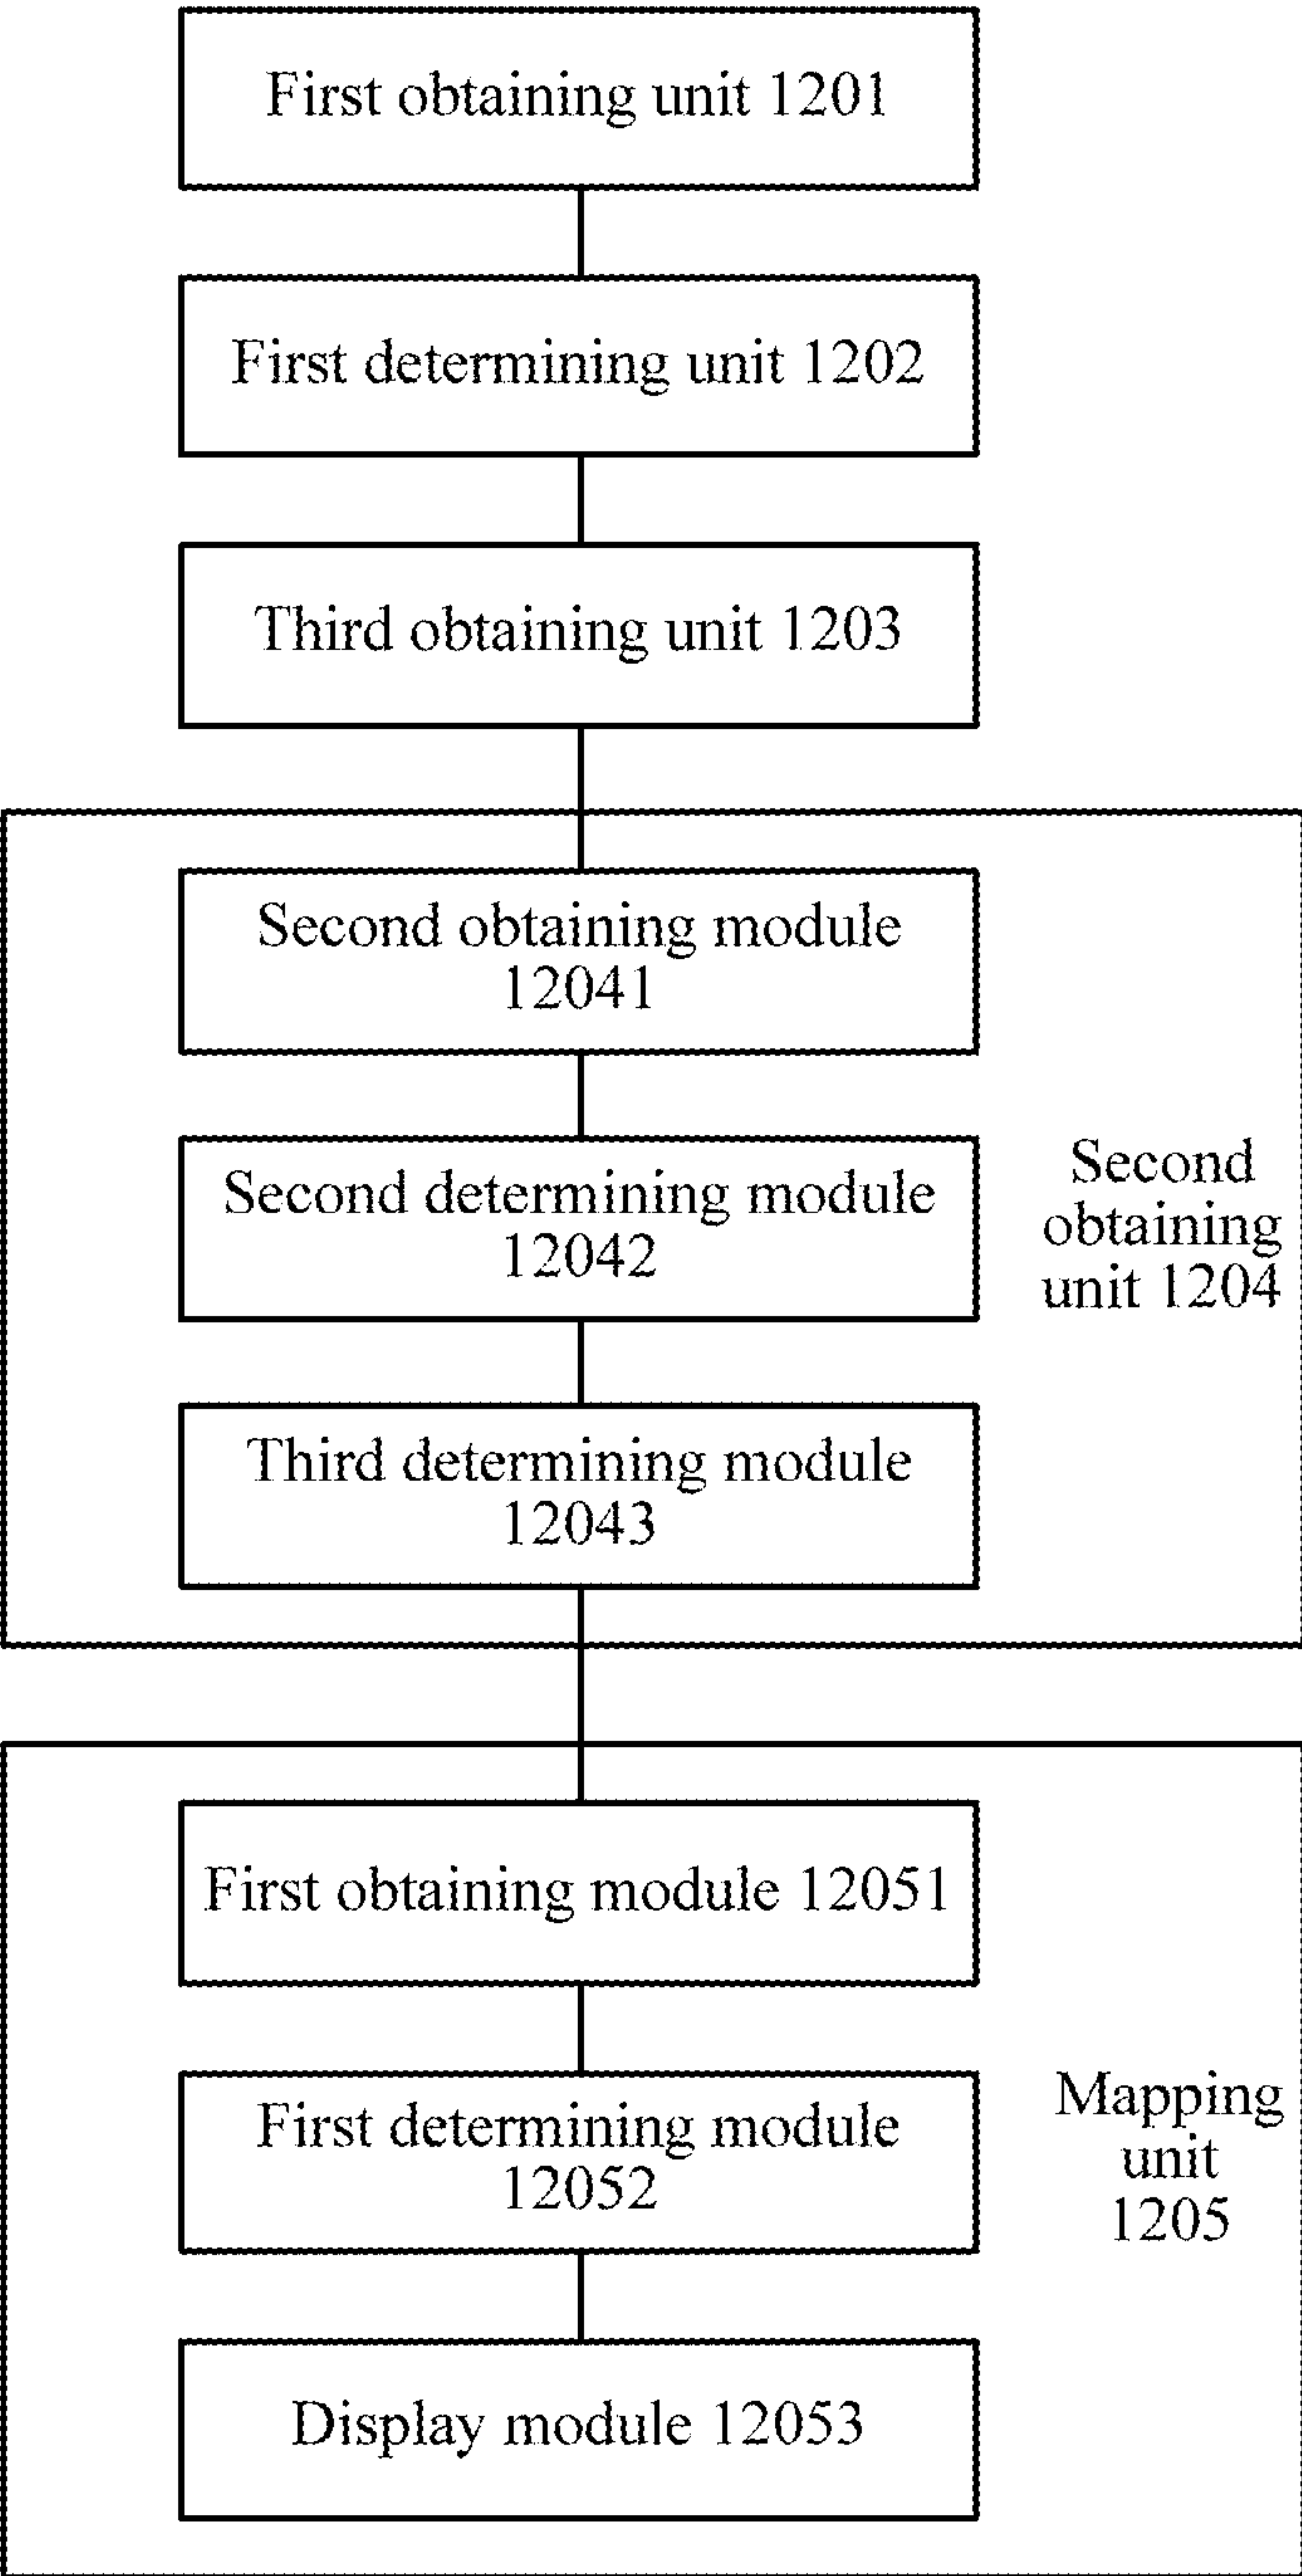 First obtaining unit 1201
First determining unit 1202
Third obtaining unit 1203
Second obtaining module
12041
Second determining module
12042
Third determining module
12043
Second
obtaining
unit 1204
First obtaining module 12051
First determining module
12052
Display module 12053
Mapping
unit
1205